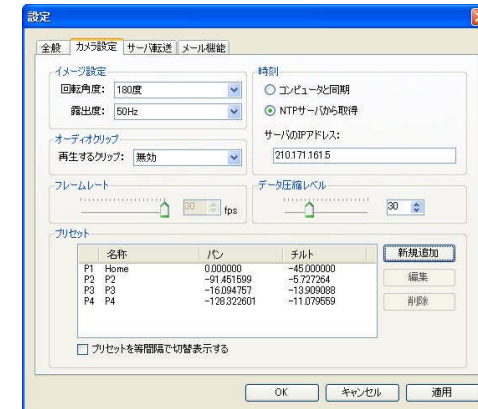 設定
全般 カメラ設定 サーバ転送 メール機能
イメージ設定
回転角度: 180度
露出度: 50Hz
時刻
コンピュータと同期
NTPサーバから取得
サーバのIPアドレス:
210.171.161.5
オーディオクリップ
再生するクリップ: 無効
フレームレート
30 fps
データ圧縮レベル
30
プリセット
名称 パン チルト
P1 Home 0.000000 -45.000000
P2 P2 -91.451599 -5.727264
P3 P3 -16.094757 -13.909088
P4 P4 -128.322601 -11.079559
新規追加
編集
削除
プリセットを等間隔で切替表示する
OK キャンセル 適用